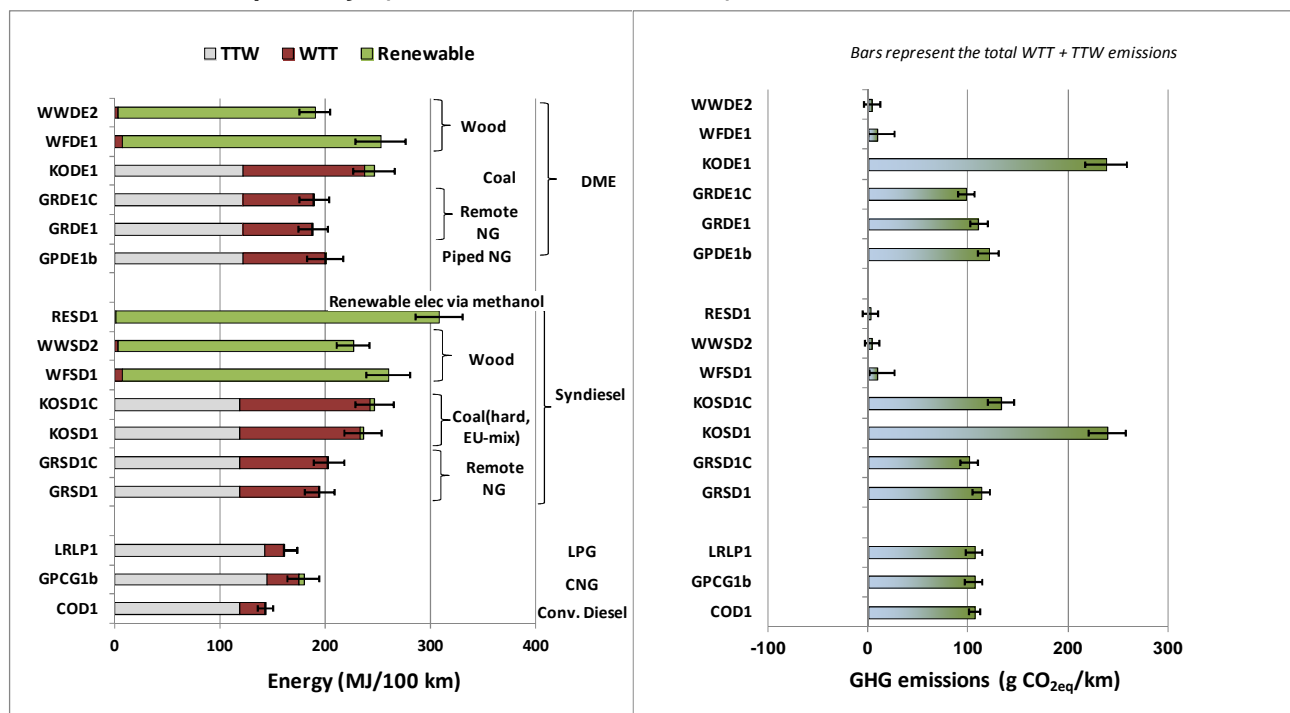 TTW WTT Renewable
WWDE2
WFDE1
Wood
KODE1
Coal
DME
GRDE1C
GRDE1
Remote
NG
GPDE1b
Piped NG
Renewable elec via methanol
RESD1
WWSD2
WFSD1
Wood
Syndiesel
KOSD1C
KOSD1
Coal(hard,
EU-mix)
GRSD1C
GRSD1
Remote
NG
LRLP1
LPG
GPCG1b
CNG
COD1
Conv. Diesel
0 100 200 300 400
Energy (MJ/100 km)
Bars represent the total WTT + TTW emissions
WWDE2
WFDE1
KODE1
GRDE1C
GRDE1
GPDE1b
RESD1
WWSD2
WFSD1
KOSD1C
KOSD1
GRSD1C
GRSD1
LRLP1
GPCG1b
COD1
-100 0 100 200 300
GHG emissions (g CO2eq/km)